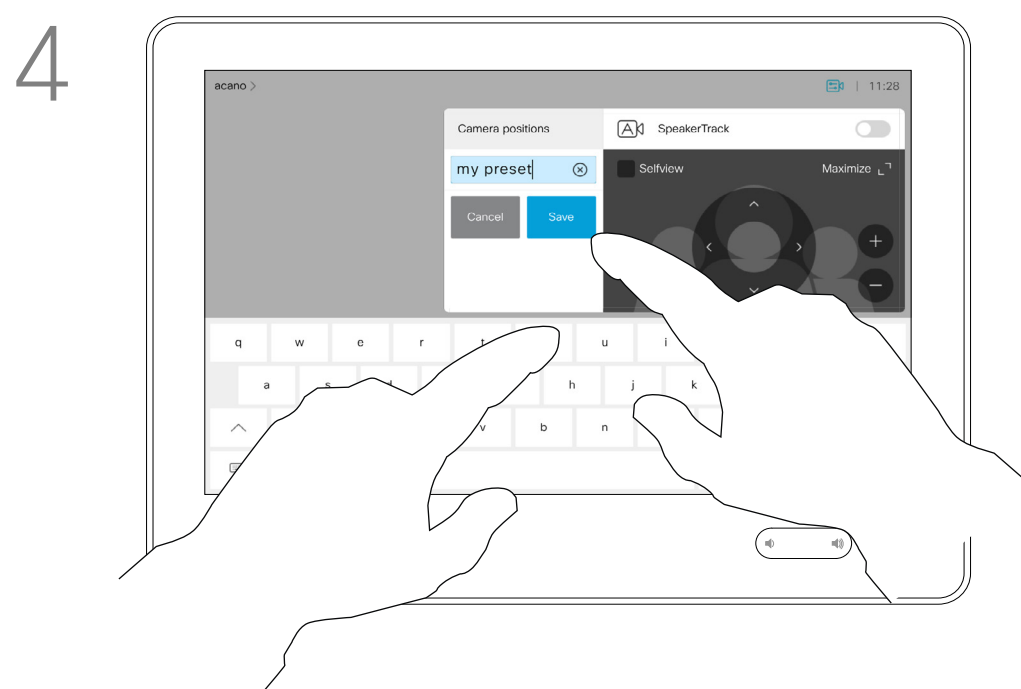 4
acano > 11:28
Camera positions
SpeakerTrack
my preset
Selfview Maximize
Cancel Save
q w e r t u i
a s d h j k
v b n